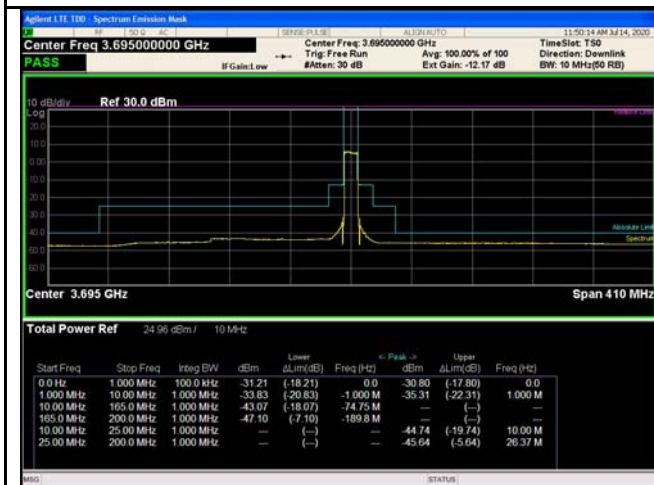 Agilent LTE TDD - Spectrum Emission Mask
RF 50 Ω AC SENSE:PULSE ALIGN AUTO 11:50:14 AM Jul 14, 2020
Center Freq 3.695000000 GHz Center Freq: 3.695000000 GHz TimeSlot: TS0
Trig: Free Run Avg: 100.00% of 100 Direction: Downlink
PASS IFGain:Low #Atten: 30 dB Ext Gain: -12.17 dB BW: 10 MHz(50 RB)
10 dB/div Ref 30.0 dBm
Log
Relative Limit
20.0
10.0
0.00
-10.0
-20.0
-30.0
-40.0
Absolute Limit
Spectrum
-50.0
-60.0
Center 3.695 GHz Span 410 MHz
Total Power Ref 24.96 dBm / 10 MHz
Lower <- Peak -> Upper
Start Freq Stop Freq Integ BW dBm ΔLim(dB) Freq (Hz) dBm ΔLim(dB) Freq (Hz)
0.0 Hz 1.000 MHz 100.0 kHz -31.21 (-18.21) 0.0 -30.80 (-17.80) 0.0
1.000 MHz 10.00 MHz 1.000 MHz -33.83 (-20.83) -1.000 M -35.31 (-22.31) 1.000 M
10.00 MHz 165.0 MHz 1.000 MHz -43.07 (-18.07) -74.75 M --- (---)
165.0 MHz 200.0 MHz 1.000 MHz -47.10 (-7.10) -189.8 M --- (---)
10.00 MHz 25.00 MHz 1.000 MHz --- (---) -44.74 (-19.74) 10.00 M
25.00 MHz 200.0 MHz 1.000 MHz --- (---) -45.64 (-5.64) 26.37 M
MSG STATUS